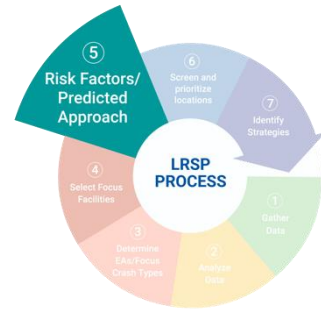 5
Risk Factors/
Predicted
Approach
6
Screen and
prioritize
locations
7
Identify
Strategies
LRSP
PROCESS
4
Select Focus
Facilities
1
Gather
Data
3
Determine
EAs/Focus
Crash Types
2
Analyze
Data